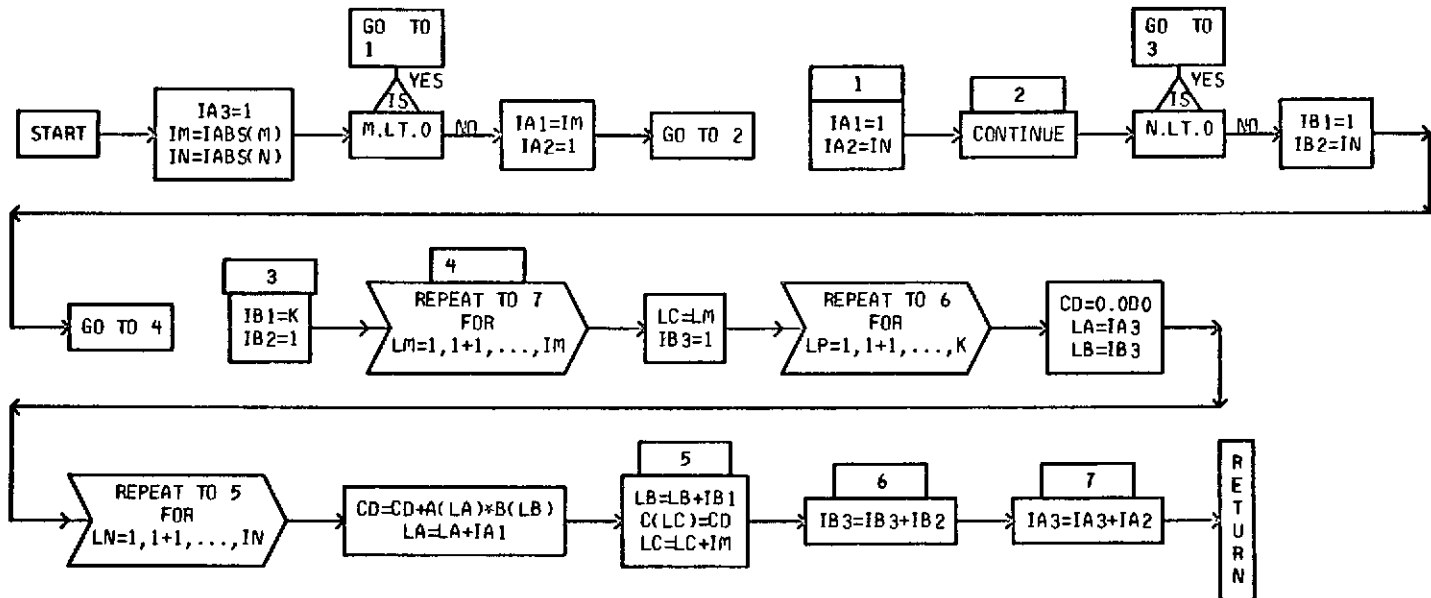 START
IA3=1
IM=IABS(M)
IN=IABS(N)
GO TO
1
YES
IS
M.LT.0
NO
IA1=IM
IA2=1
GO TO 2
1
IA1=1
IA2=IN
2
CONTINUE
GO TO
3
YES
IS
N.LT.0
NO
IB1=1
IB2=IN
GO TO 4
3
IB1=K
IB2=1
4
REPEAT TO 7
FOR
LM=1,1+1,...,IM
LC=LM
IB3=1
REPEAT TO 6
FOR
LP=1,1+1,...,K
CD=0.0D0
LA=IA3
LB=IB3
REPEAT TO 5
FOR
LN=1,1+1,...,IN
CD=CD+A(LA)*B(LB)
LA=LA+IA1
5
LB=LB+IB1
C(LC)=CD
LC=LC+IM
6
IB3=IB3+IB2
7
IA3=IA3+IA2
RETURN